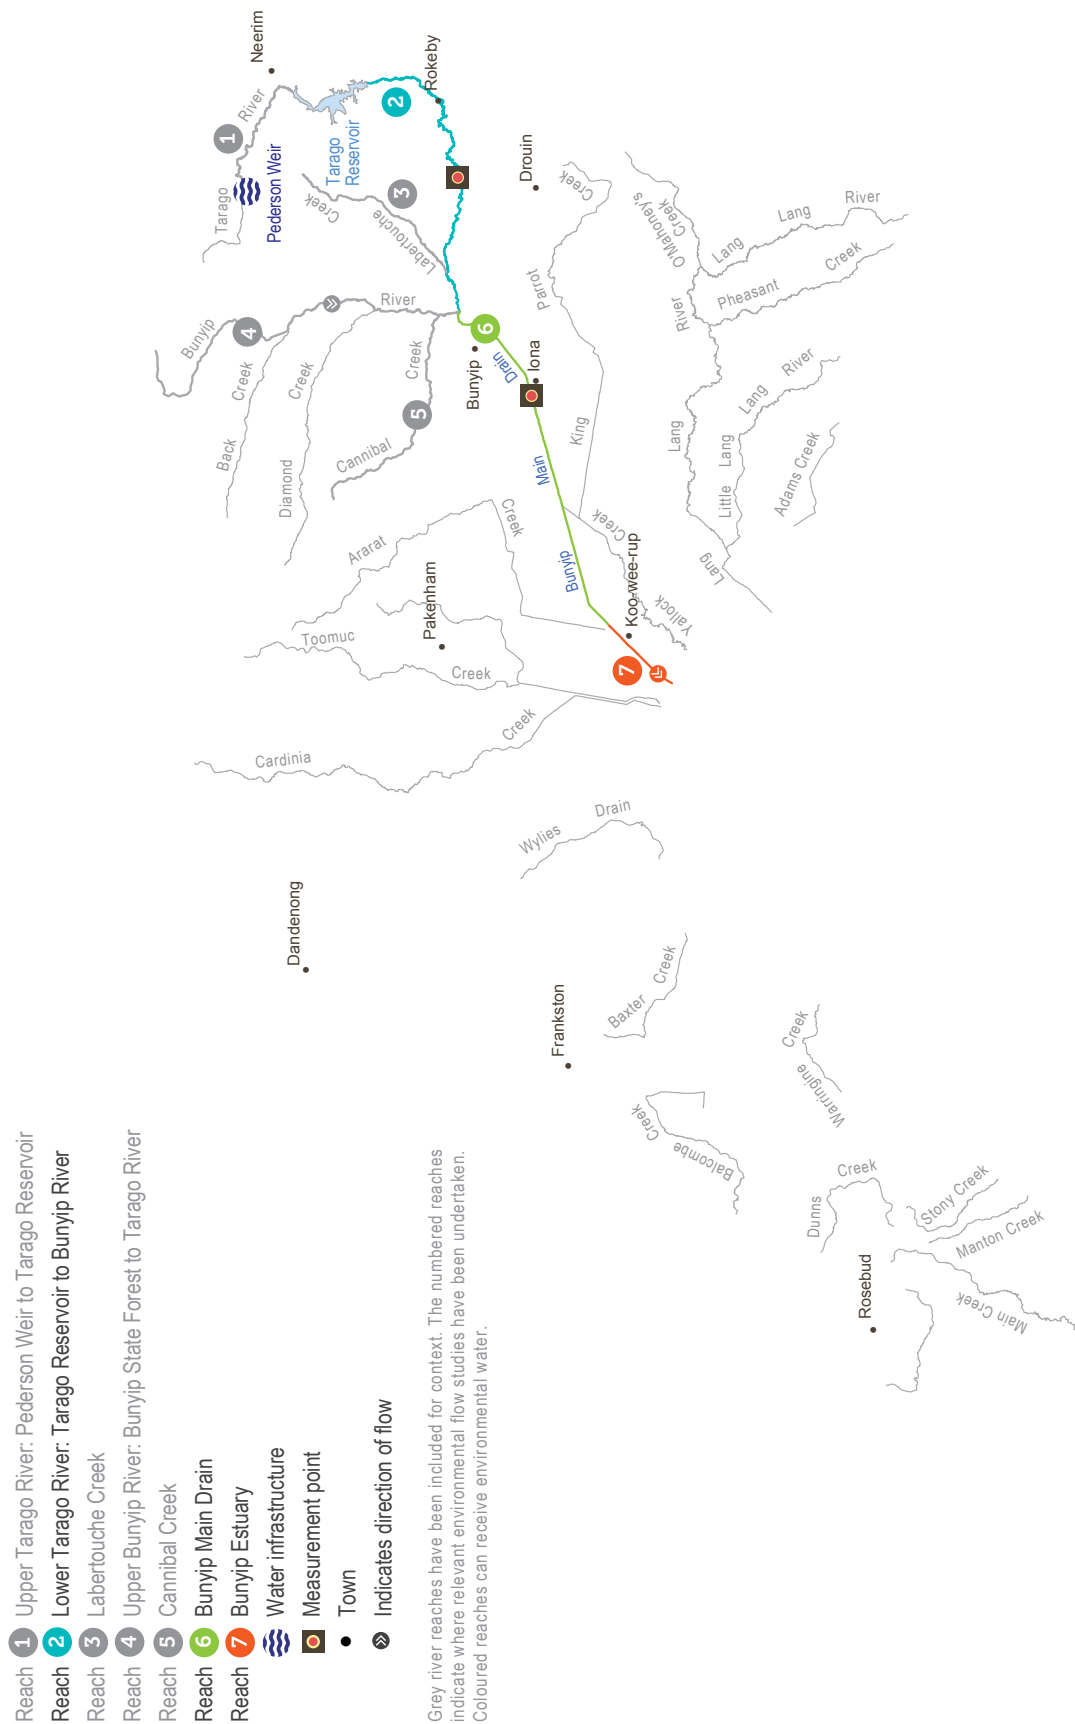 Reach 1 Upper Tarago River: Pederson Weir to Tarago Reservoir
Reach 2 Lower Tarago River: Tarago Reservoir to Bunyip River
Reach 3 Labertouche Creek
Reach 4 Upper Bunyip River: Bunyip State Forest to Tarago River
Reach 5 Cannibal Creek
Reach 6 Bunyip Main Drain
Reach 7 Bunyip Estuary
Water infrastructure
Measurement point
Town
Indicates direction of flow
Grey river reaches have been included for context. The numbered reaches
indicate where relevant environmental flow studies have been undertaken.
Coloured reaches can receive environmental water.
Neerim
Tarago
River
1
Pederson Weir
Tarago
Reservoir
2
Rokeby
3
Labertouche
Creek
Drouin
Bunyip
River
4
Back
Creek
Diamond
Creek
Cannibal
Creek
5
Bunyip
6
Iona
Bunyip
Main
Drain
King
Parrot
Creek
Ararat
Creek
Pakenham
Toomuc
Creek
Cardinia
Creek
Koo-wee-rup
7
Yallock
Creek
O'Mahoney's
Creek
Lang
Lang
River
Pheasant
Creek
Lang
Lang
River
Little
Lang
Lang
River
Adams Creek
Wylies
Drain
Dandenong
Frankston
Baxter
Creek
Balcombe
Creek
Warringine
Creek
Dunns
Creek
Stony Creek
Manton Creek
Main Creek
Rosebud